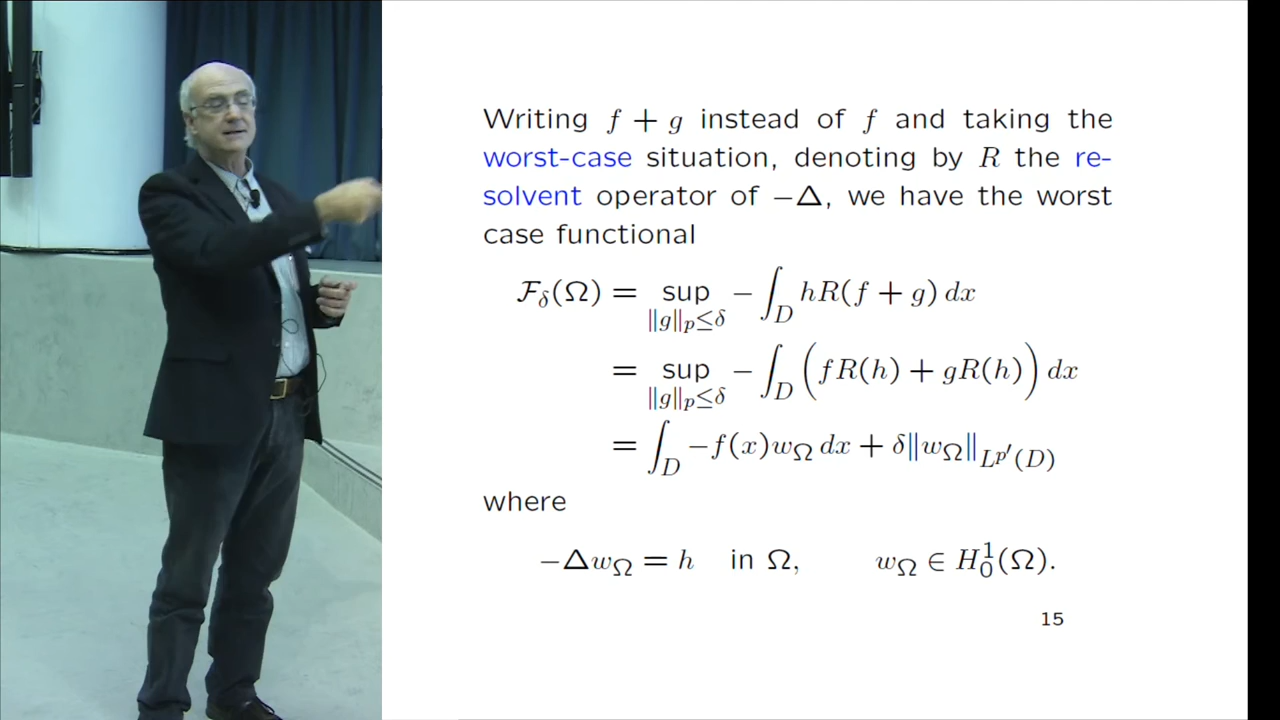 Writing f + g instead of f and taking the
worst-case situation, denoting by R the re-
solvent operator of −Δ, we have the worst
case functional
ℱ_δ(Ω) = sup_{‖g‖_p≤δ} − ∫_D hR(f + g) dx
= sup_{‖g‖_p≤δ} − ∫_D (fR(h) + gR(h)) dx
= ∫_D −f(x)w_Ω dx + δ‖w_Ω‖_{L^{p′}(D)}
where
−Δw_Ω = h in Ω, w_Ω ∈ H^1_0(Ω).
15